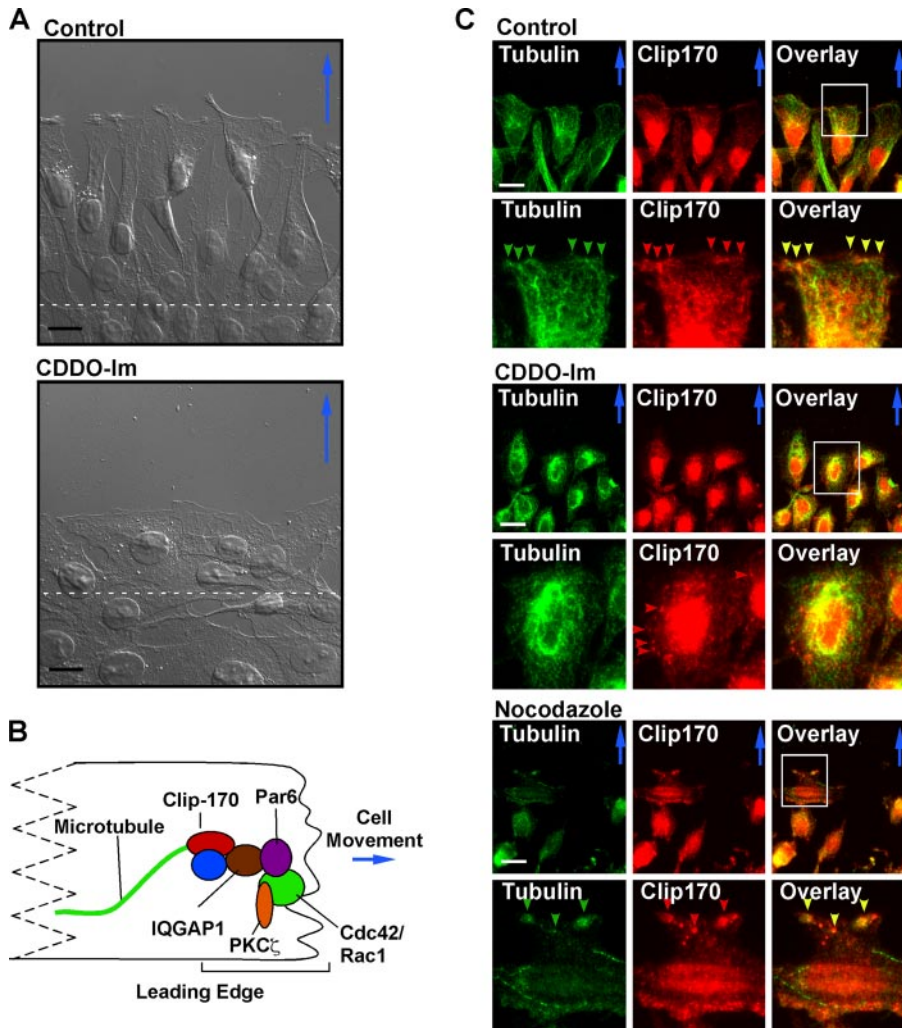 A
Control
CDDO-Im
B
Clip-170
Par6
Microtubule
Cell
Movement
IQGAP1
PKCζ
Cdc42/
Rac1
Leading Edge
C
Control
Tubulin Clip170 Overlay
Tubulin Clip170 Overlay
CDDO-Im
Tubulin Clip170 Overlay
Tubulin Clip170 Overlay
Nocodazole
Tubulin Clip170 Overlay
Tubulin Clip170 Overlay